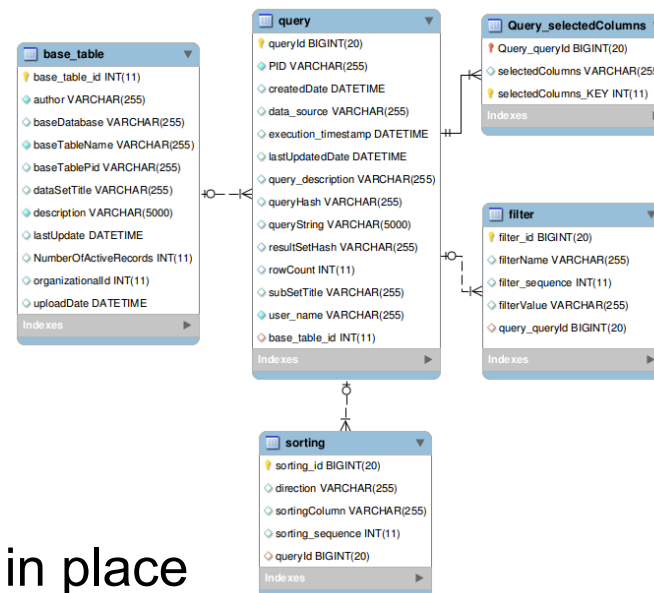 base_table
base_table_id INT(11)
author VARCHAR(255)
baseDatabase VARCHAR(255)
baseTableName VARCHAR(255)
baseTablePid VARCHAR(255)
dataSetTitle VARCHAR(255)
description VARCHAR(5000)
lastUpdate DATETIME
NumberOfActiveRecords INT(11)
organizationalId INT(11)
uploadDate DATETIME
Indexes
query
queryId BIGINT(20)
PID VARCHAR(255)
createdDate DATETIME
data_source VARCHAR(255)
execution_timestamp DATETIME
lastUpdatedDate DATETIME
query_description VARCHAR(255)
queryHash VARCHAR(255)
queryString VARCHAR(5000)
resultSetHash VARCHAR(255)
rowCount INT(11)
subSetTitle VARCHAR(255)
user_name VARCHAR(255)
base_table_id INT(11)
Indexes
Query_selectedColumns
Query_queryId BIGINT(20)
selectedColumns VARCHAR(255
selectedColumns_KEY INT(11)
Indexes
filter
filter_id BIGINT(20)
filterName VARCHAR(255)
filter_sequence INT(11)
filterValue VARCHAR(255)
query_queryId BIGINT(20)
Indexes
sorting
sorting_id BIGINT(20)
direction VARCHAR(255)
sortingColumn VARCHAR(255)
sorting_sequence INT(11)
queryId BIGINT(20)
Indexes
in place